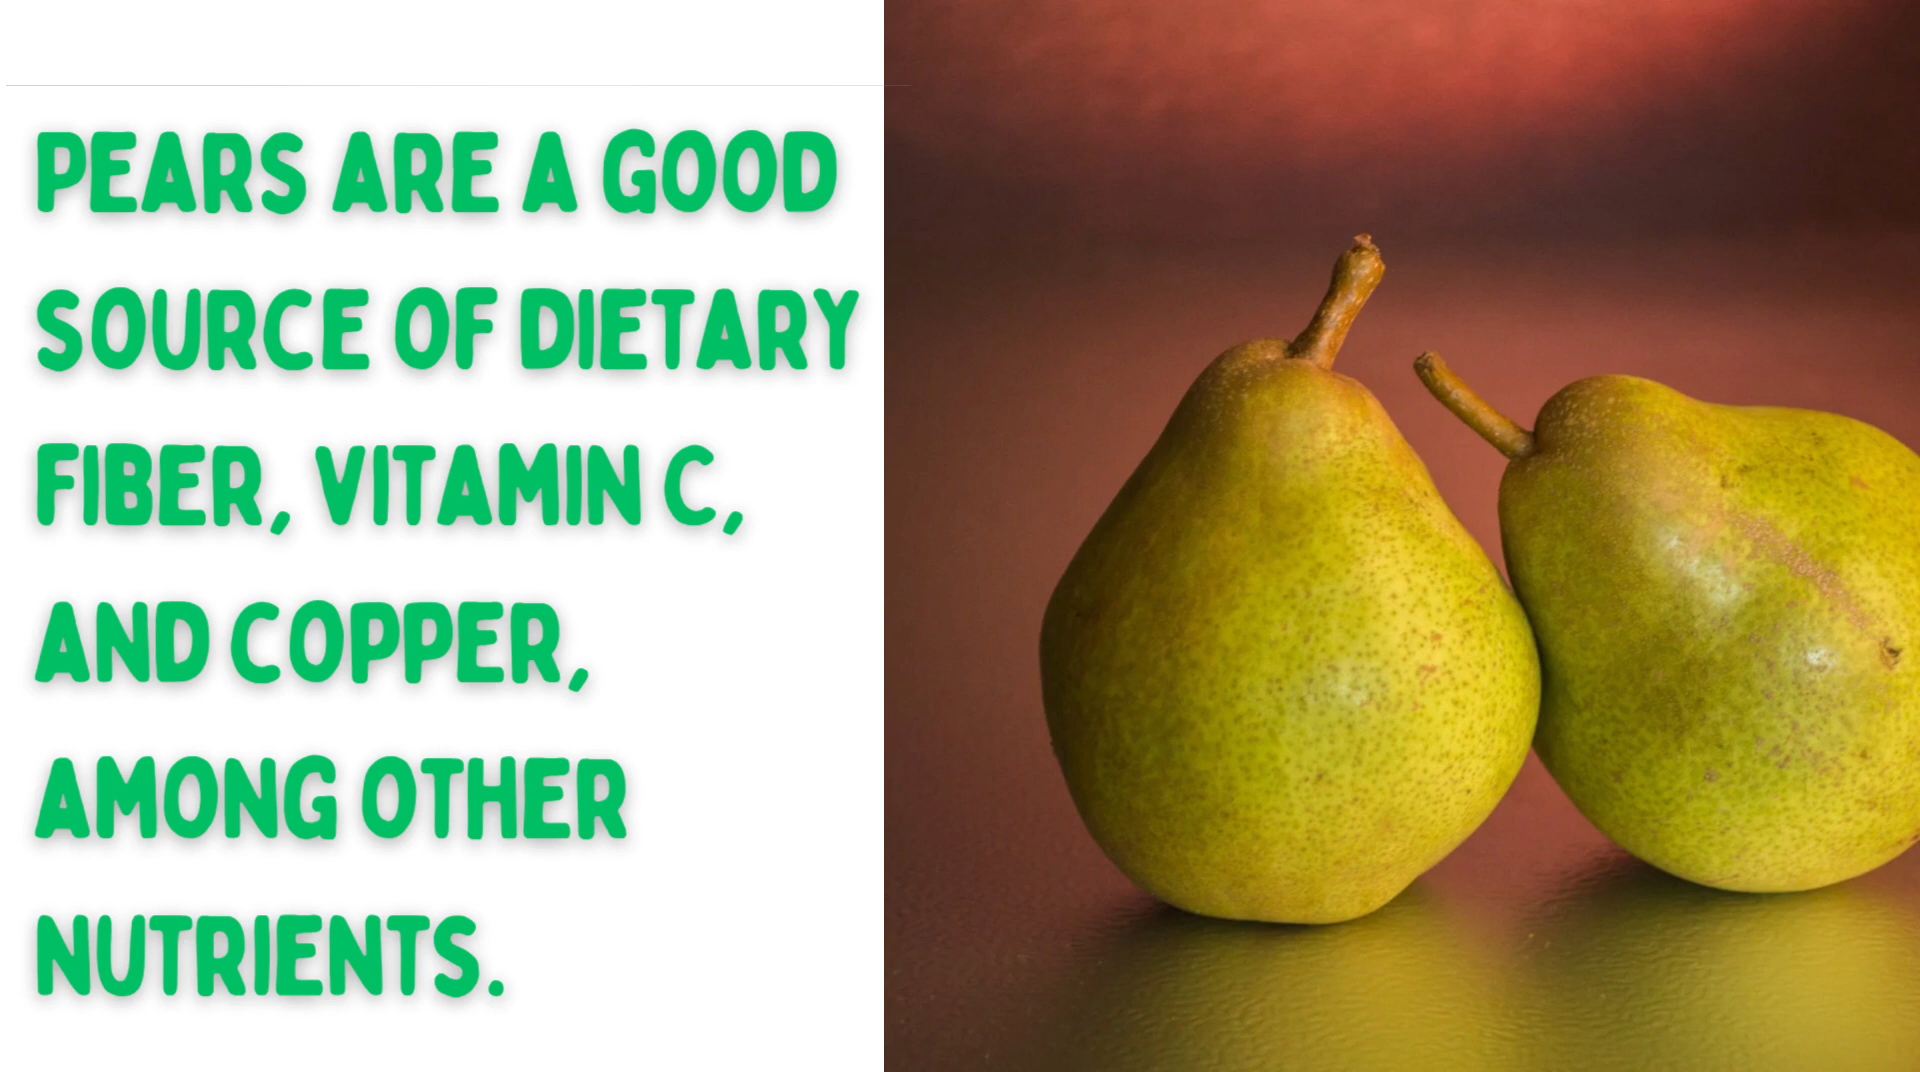 PEARS ARE A GOOD
SOURCE OF DIETARY
FIBER, VITAMIN C,
AND COPPER,
AMONG OTHER
NUTRIENTS.